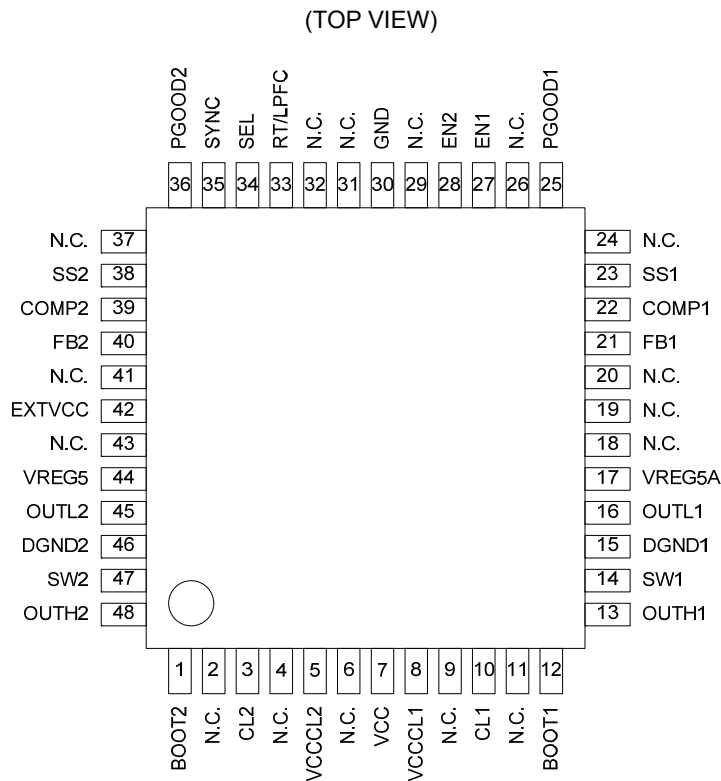 (TOP VIEW)
PGOOD2 SYNC SEL RT/LPFC N.C. N.C. GND N.C. EN2 EN1 N.C. PGOOD1
36 35 34 33 32 31 30 29 28 27 26 25
N.C. 37 24 N.C.
SS2 38 23 SS1
COMP2 39 22 COMP1
FB2 40 21 FB1
N.C. 41 20 N.C.
EXTVCC 42 19 N.C.
N.C. 43 18 N.C.
VREG5 44 17 VREG5A
OUTL2 45 16 OUTL1
DGND2 46 15 DGND1
SW2 47 14 SW1
OUTH2 48 13 OUTH1
1 2 3 4 5 6 7 8 9 10 11 12
BOOT2 N.C. CL2 N.C. VCCCL2 N.C. VCC VCCCL1 N.C. CL1 N.C. BOOT1